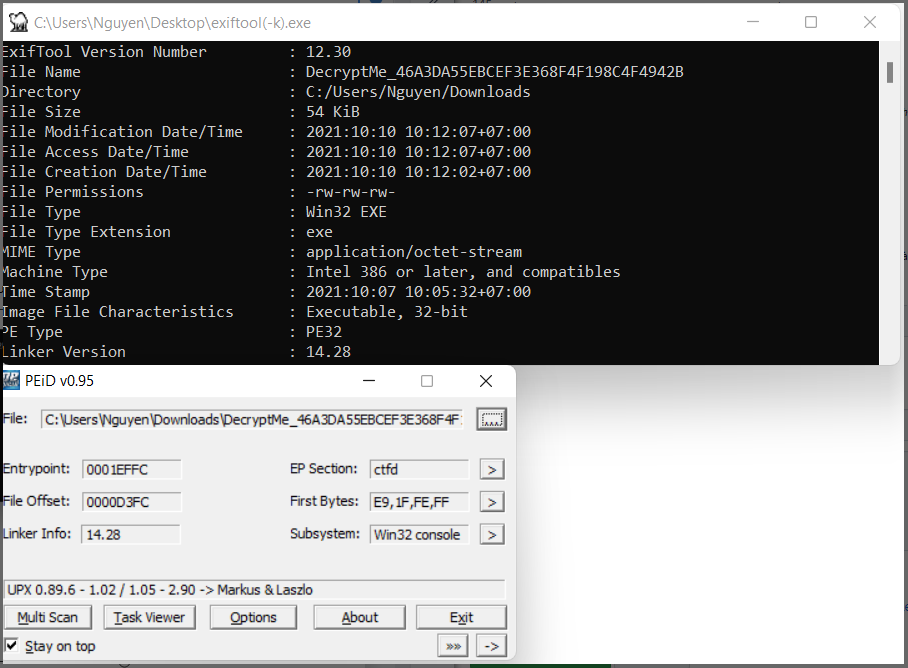 C:\Users\Nguyen\Desktop\exiftool(-k).exe
ExifTool Version Number : 12.30
File Name : DecryptMe_46A3DA55EBCEF3E368F4F198C4F4942B
Directory : C:/Users/Nguyen/Downloads
File Size : 54 KiB
File Modification Date/Time : 2021:10:10 10:12:07+07:00
File Access Date/Time : 2021:10:10 10:12:07+07:00
File Creation Date/Time : 2021:10:10 10:12:02+07:00
File Permissions : -rw-rw-rw-
File Type : Win32 EXE
File Type Extension : exe
MIME Type : application/octet-stream
Machine Type : Intel 386 or later, and compatibles
Time Stamp : 2021:10:07 10:05:32+07:00
Image File Characteristics : Executable, 32-bit
PE Type : PE32
Linker Version : 14.28
PEiD v0.95
File: C:\Users\Nguyen\Downloads\DecryptMe_46A3DA55EBCEF3E368F4F ...
Entrypoint: 0001EFFC EP Section: ctfd >
File Offset: 0000D3FC First Bytes: E9,1F,FE,FF >
Linker Info: 14.28 Subsystem: Win32 console >
UPX 0.89.6 - 1.02 / 1.05 - 2.90 -> Markus & Laszlo
Multi Scan Task Viewer Options About Exit
Stay on top »» ->